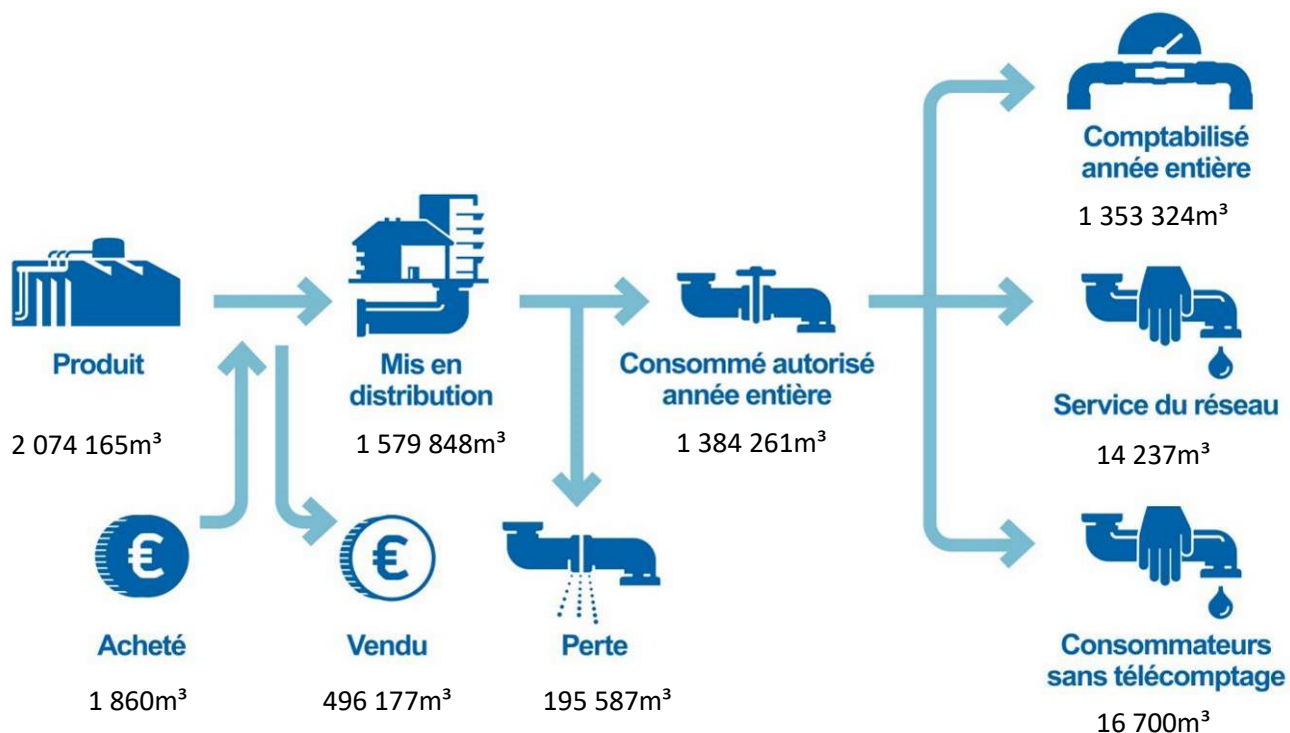 Comptabilisé
année entière
1 353 324m³
Produit
2 074 165m³
Mis en
distribution
1 579 848m³
Consommé autorisé
année entière
1 384 261m³
Service du réseau
14 237m³
€
Acheté
1 860m³
€
Vendu
496 177m³
Perte
195 587m³
Consommateurs
sans télécomptage
16 700m³